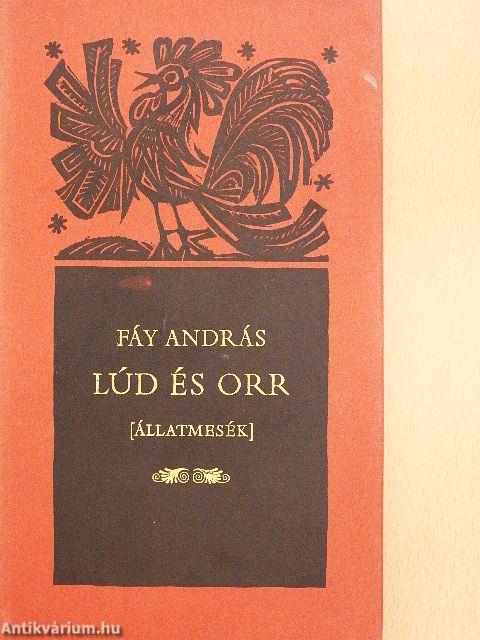 FÁY ANDRÁS
LÚD ÉS ORR
[ÁLLATMESÉK]
Antikvárium.hu